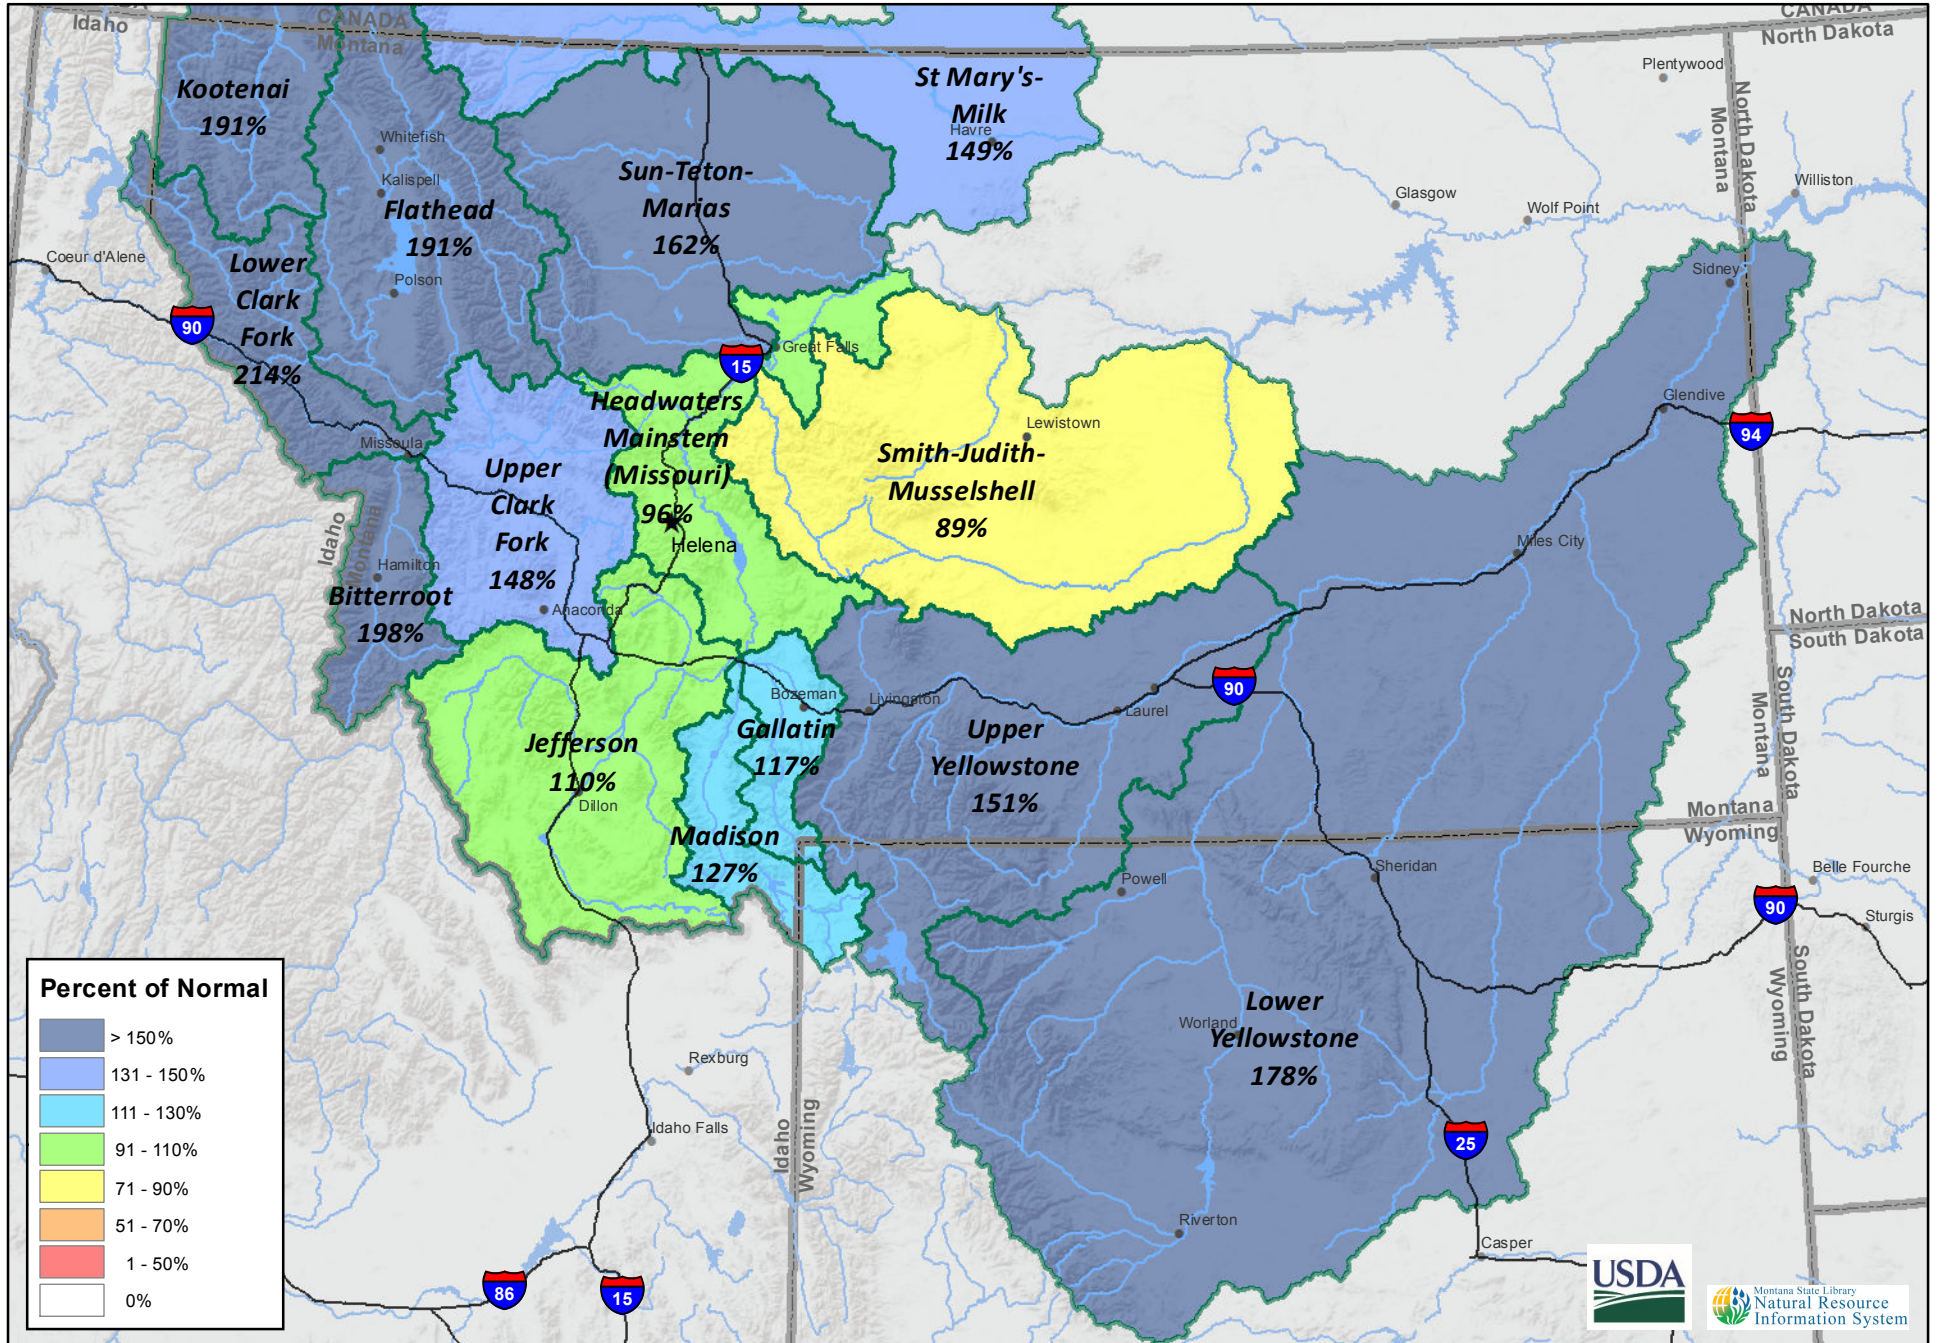 CANADA
Idaho
CANADA
Montana
CANADA
North Dakota
Kootenai
191%
St Mary's-
Milk
Havre
149%
Plentywood
North Dakota
Montana
Whitefish
Kalispell
Flathead
191%
Polson
Sun-Teton-
Marias
162%
Glasgow
Wolf Point
Williston
Coeur d'Alene
Lower
Clark
Fork
214%
90
Sidney
Great Falls
15
Glendive
94
Missoula
Headwaters
Mainstem
(Missouri)
96%
Helena
Lewistown
Smith-Judith-
Musselshell
89%
Upper
Clark
Fork
148%
Anaconda
Idaho
Montana
Hamilton
Bitterroot
198%
Miles City
North Dakota
South Dakota
90
Bozeman
Livingston
Laurel
Gallatin
117%
Jefferson
110%
Dillon
Upper
Yellowstone
151%
Montana
South Dakota
Madison
127%
Montana
Wyoming
Powell
Sheridan
Belle Fourche
90
Sturgis
South Dakota
Wyoming
Worland
Lower
Yellowstone
178%
Rexburg
Idaho Falls
Idaho
Wyoming
25
Riverton
Casper
86
15
Percent of Normal
> 150%
131 - 150%
111 - 130%
91 - 110%
71 - 90%
51 - 70%
1 - 50%
0%
USDA
Montana State Library
Natural Resource
Information System